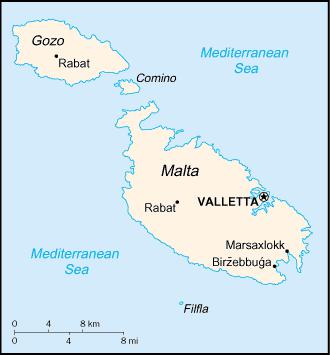 Gozo
Rabat
Mediterranean
Sea
Comino
Malta
Rabat
VALLETTA
Marsaxlokk
Birżebbuġa
Mediterranean
Sea
Filfla
0 4 8 km
0 4 8 mi